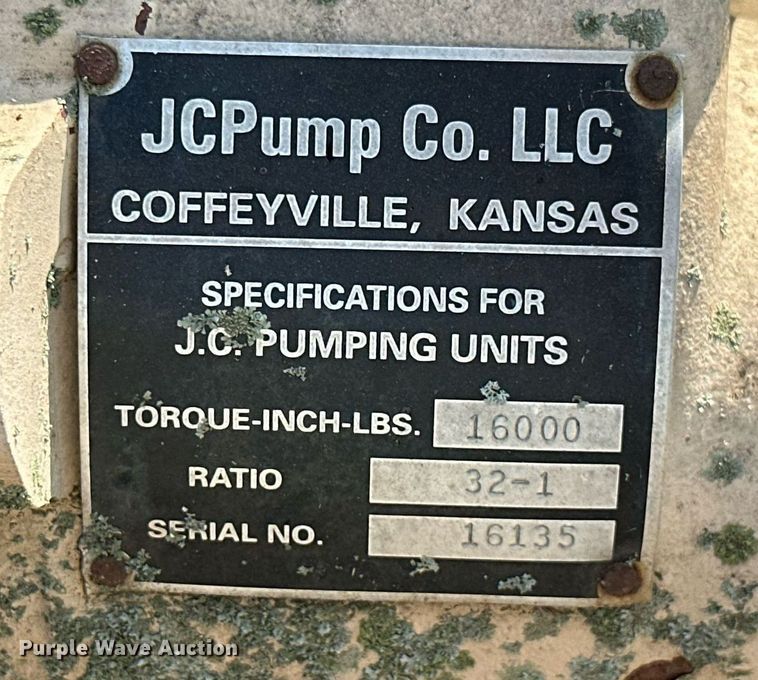 JCPump Co. LLC
COFFEYVILLE, KANSAS
SPECIFICATIONS FOR
J.C. PUMPING UNITS
TORQUE-INCH-LBS. 16000
RATIO 32-1
SERIAL NO. 16135
Purple Wave Auction